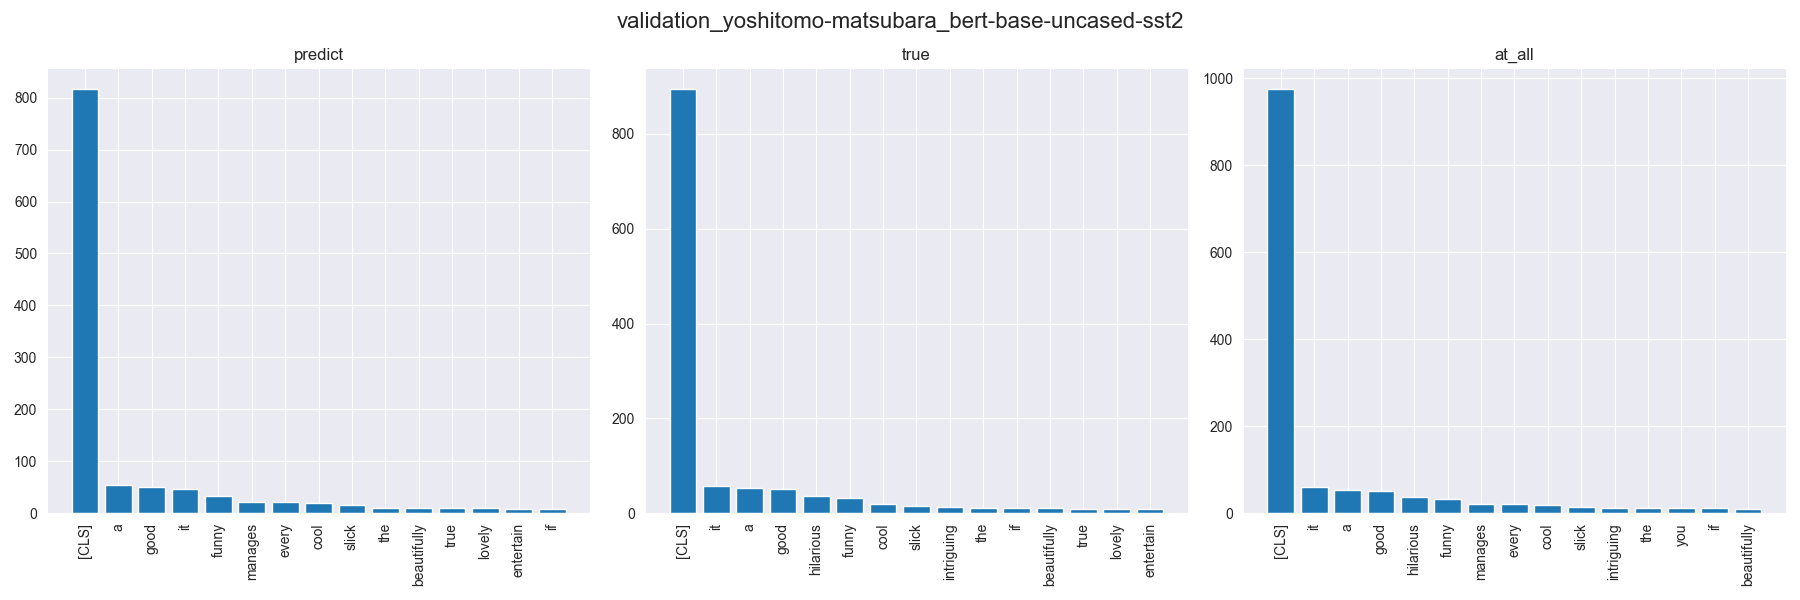 validation_yoshitomo-matsubara_bert-base-uncased-sst2
predict
800
700
600
500
400
300
200
100
0
[CLS]
a
good
it
funny
manages
every
cool
slick
the
beautifully
true
lovely
entertain
if
true
800
600
400
200
0
[CLS]
it
a
good
hilarious
funny
cool
slick
intriguing
the
if
beautifully
true
lovely
entertain
at_all
1000
800
600
400
200
0
[CLS]
it
a
good
hilarious
funny
manages
every
cool
slick
intriguing
the
you
if
beautifully